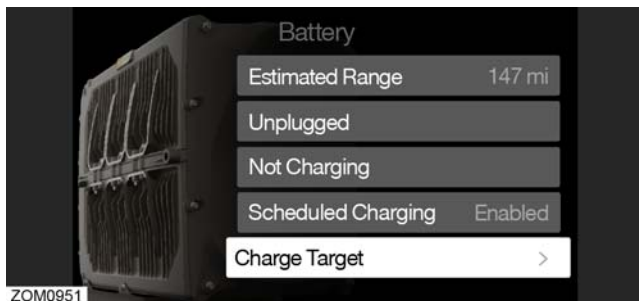 Battery
Estimated Range 147 mi
Unplugged
Not Charging
Scheduled Charging Enabled
Charge Target >
ZOM0951